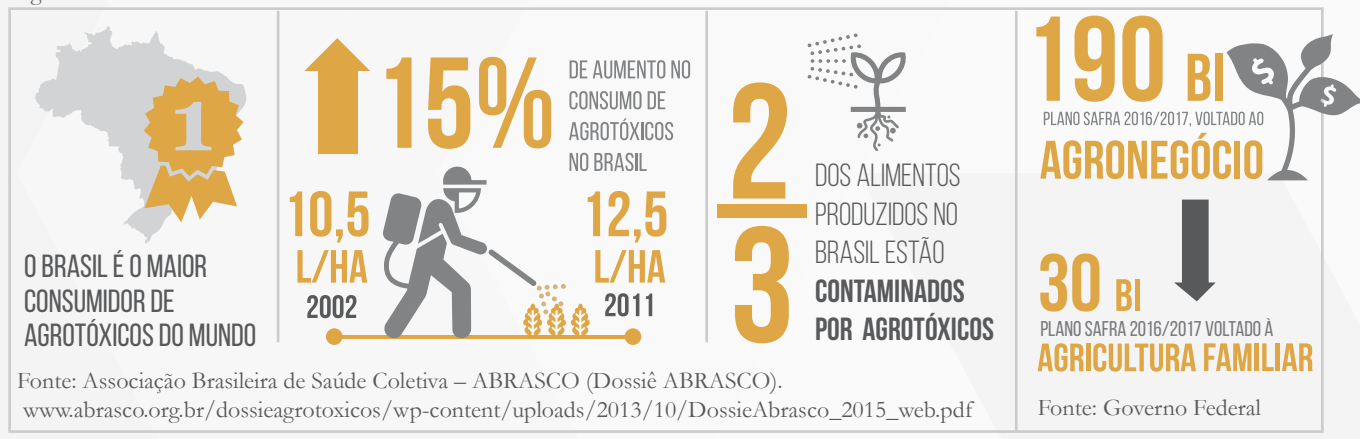 1
O BRASIL É O MAIOR
CONSUMIDOR DE
AGROTÓXICOS DO MUNDO
15%
DE AUMENTO NO
CONSUMO DE
AGROTÓXICOS
NO BRASIL
10,5
L/HA
2002
12,5
L/HA
2011
2
3
DOS ALIMENTOS
PRODUZIDOS NO
BRASIL ESTÃO
CONTAMINADOS
POR AGROTÓXICOS
Fonte: Associação Brasileira de Saúde Coletiva – ABRASCO (Dossiê ABRASCO).
www.abrasco.org.br/dossieagrotoxicos/wp-content/uploads/2013/10/DossieAbrasco_2015_web.pdf
190 BI
$
$
PLANO SAFRA 2016/2017, VOLTADO AO
AGRONEGÓCIO
30 BI
PLANO SAFRA 2016/2017 VOLTADO À
AGRICULTURA FAMILIAR
Fonte: Governo Federal